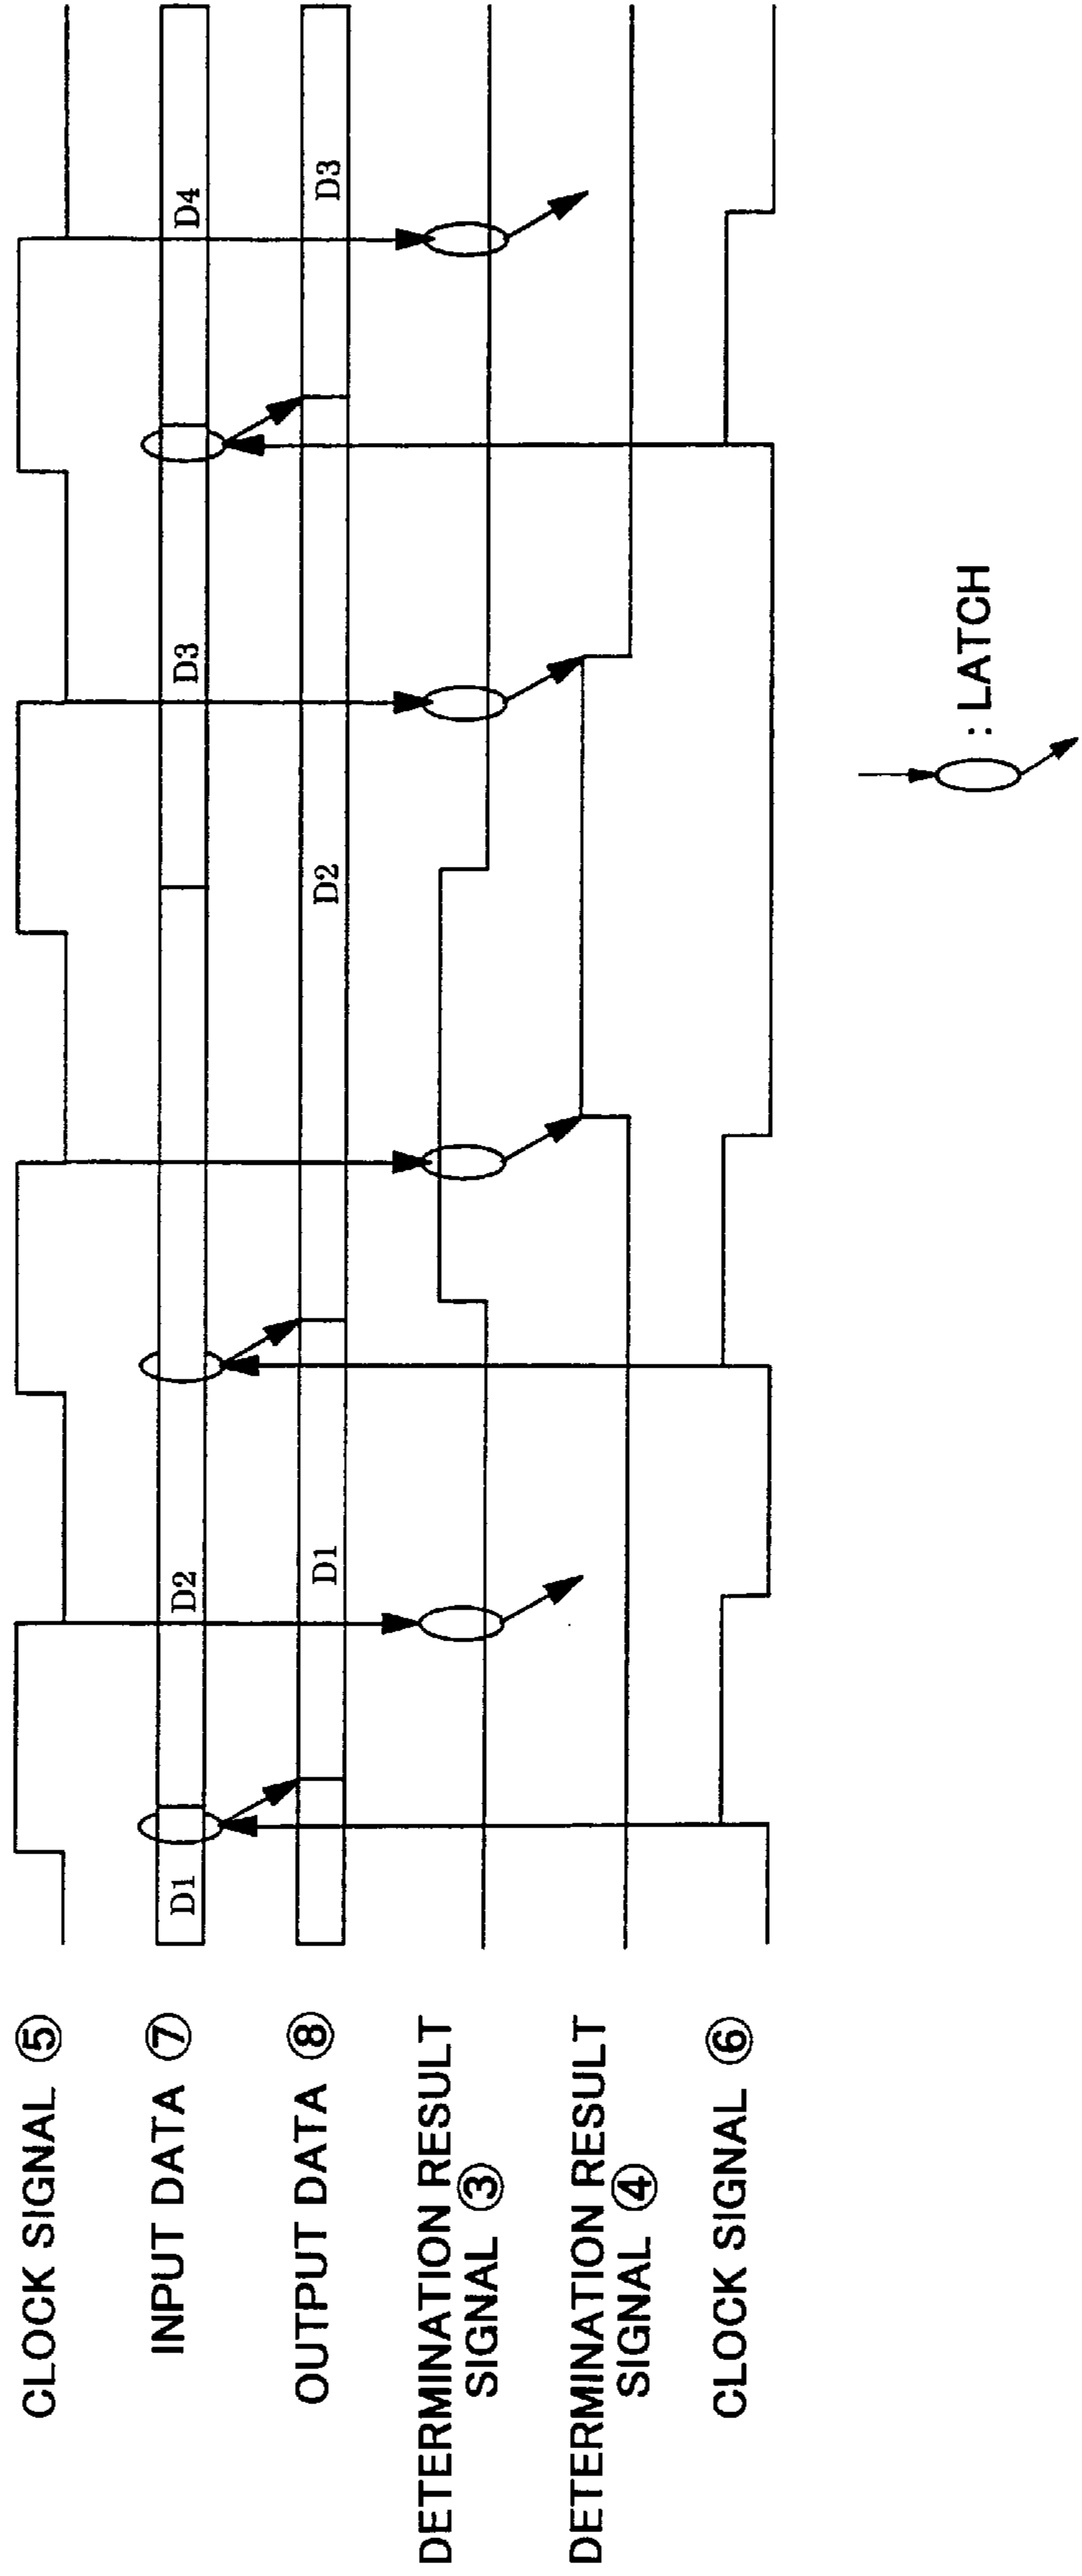 CLOCK SIGNAL ⑤
INPUT DATA ⑦
D1 D2 D3 D4
OUTPUT DATA ⑧
D1 D2 D3
DETERMINATION RESULT
SIGNAL ③
DETERMINATION RESULT
SIGNAL ④
CLOCK SIGNAL ⑥
: LATCH